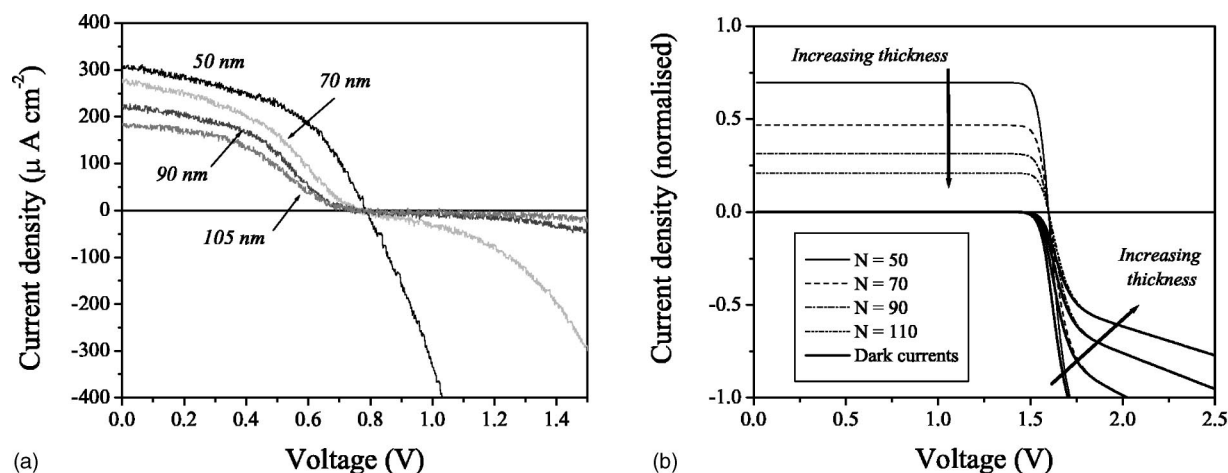 400
300
200
100
0
-100
-200
-300
-400
Current density (μ A cm⁻²)
50 nm
70 nm
90 nm
105 nm
0.0 0.2 0.4 0.6 0.8 1.0 1.2 1.4
Voltage (V)
(a)
1.0
0.5
0.0
-0.5
-1.0
Current density (normalised)
Increasing thickness
N = 50
N = 70
N = 90
N = 110
Dark currents
Increasing
thickness
0.0 0.5 1.0 1.5 2.0 2.5
Voltage (V)
(b)